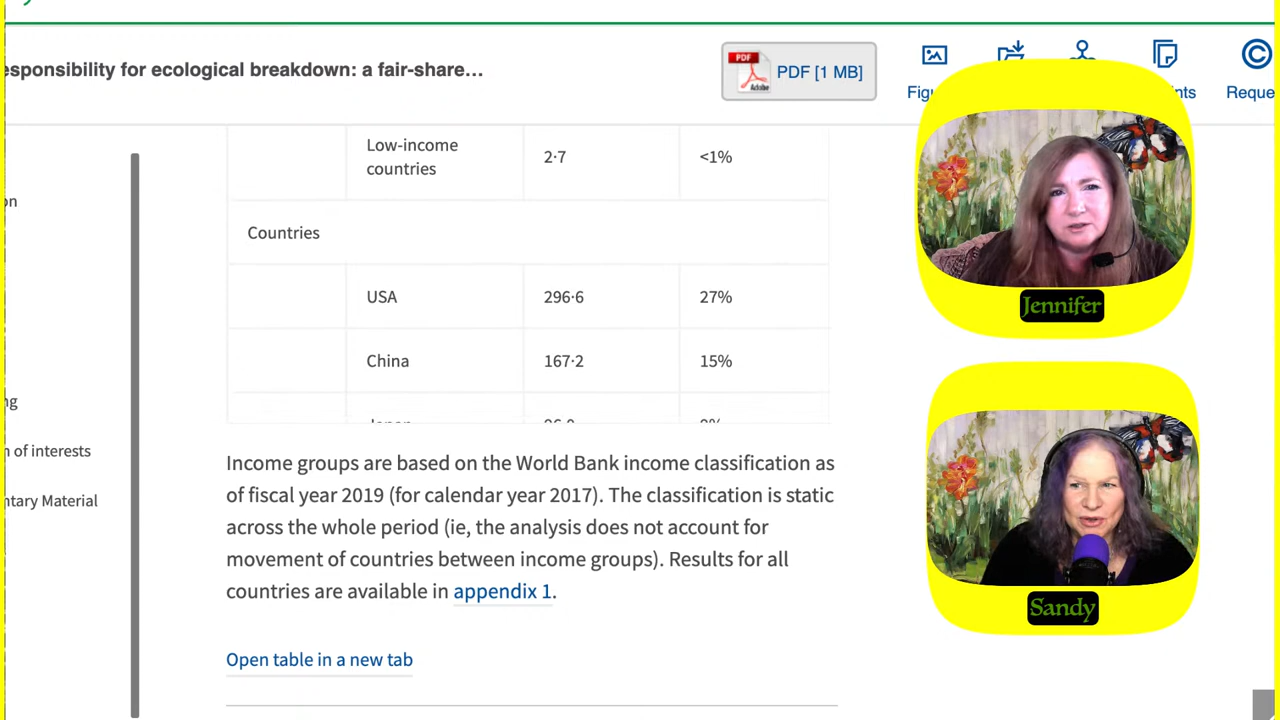 esponsibility for ecological breakdown: a fair-share...
PDF
Adobe
PDF [1 MB]
Figu
nts
Reque
Low-income
countries
2·7
<1%
on
Countries
USA
296·6
27%
China
167·2
15%
ng
n of interests
ntary Material
Income groups are based on the World Bank income classification as
of fiscal year 2019 (for calendar year 2017). The classification is static
across the whole period (ie, the analysis does not account for
movement of countries between income groups). Results for all
countries are available in appendix 1.
Open table in a new tab
Jennifer
Sandy